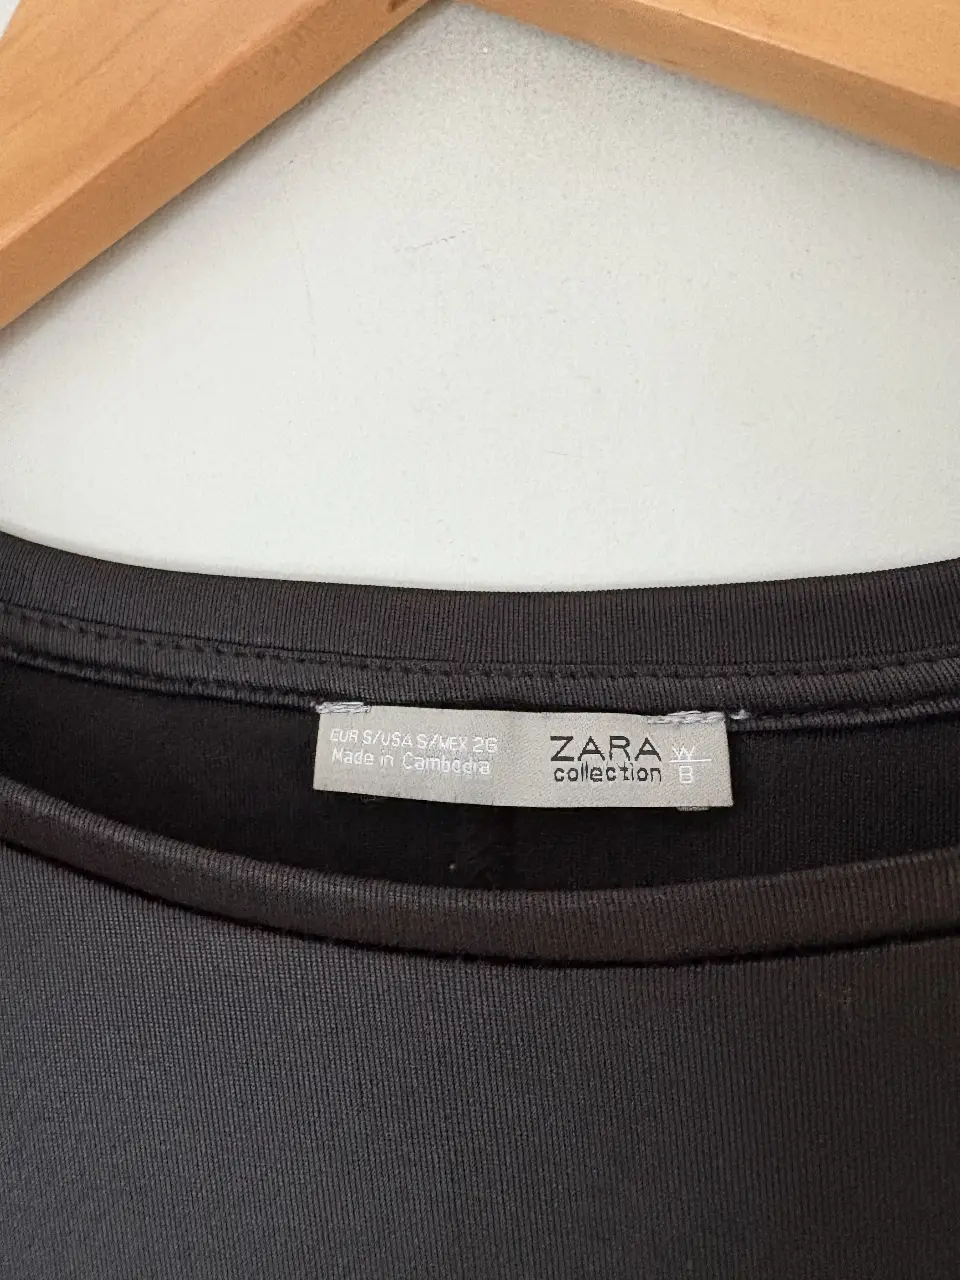 EUR S/USA S/MEX 26
Made in Cambodia
ZARA
collection
W
B